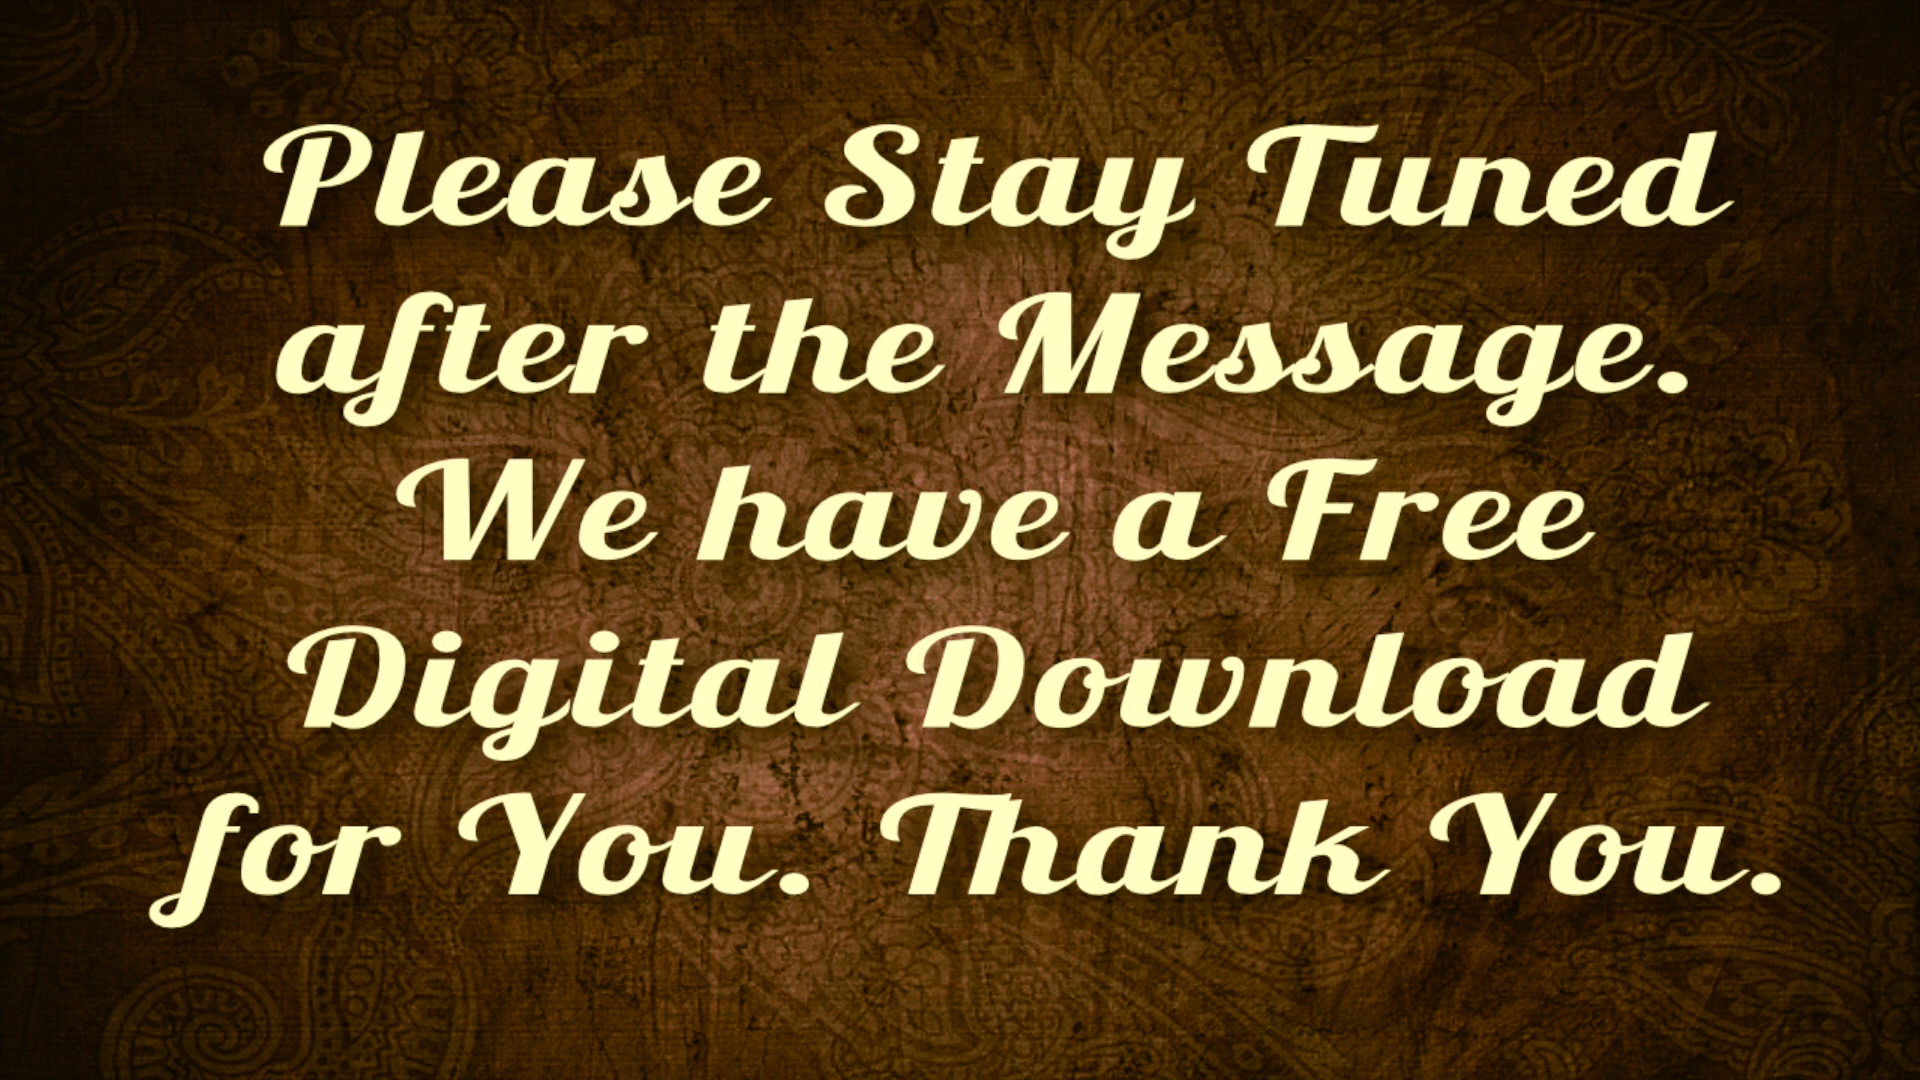 Please Stay Tuned
after the Message.
We have a Free
Digital Download
for You. Thank You.